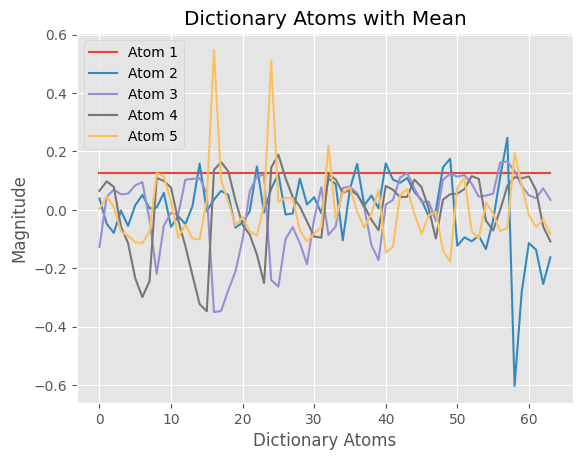 Dictionary Atoms with Mean
0.6
0.4
0.2
0.0
−0.2
−0.4
−0.6
Magnitude
Atom 1
Atom 2
Atom 3
Atom 4
Atom 5
0 10 20 30 40 50 60
Dictionary Atoms